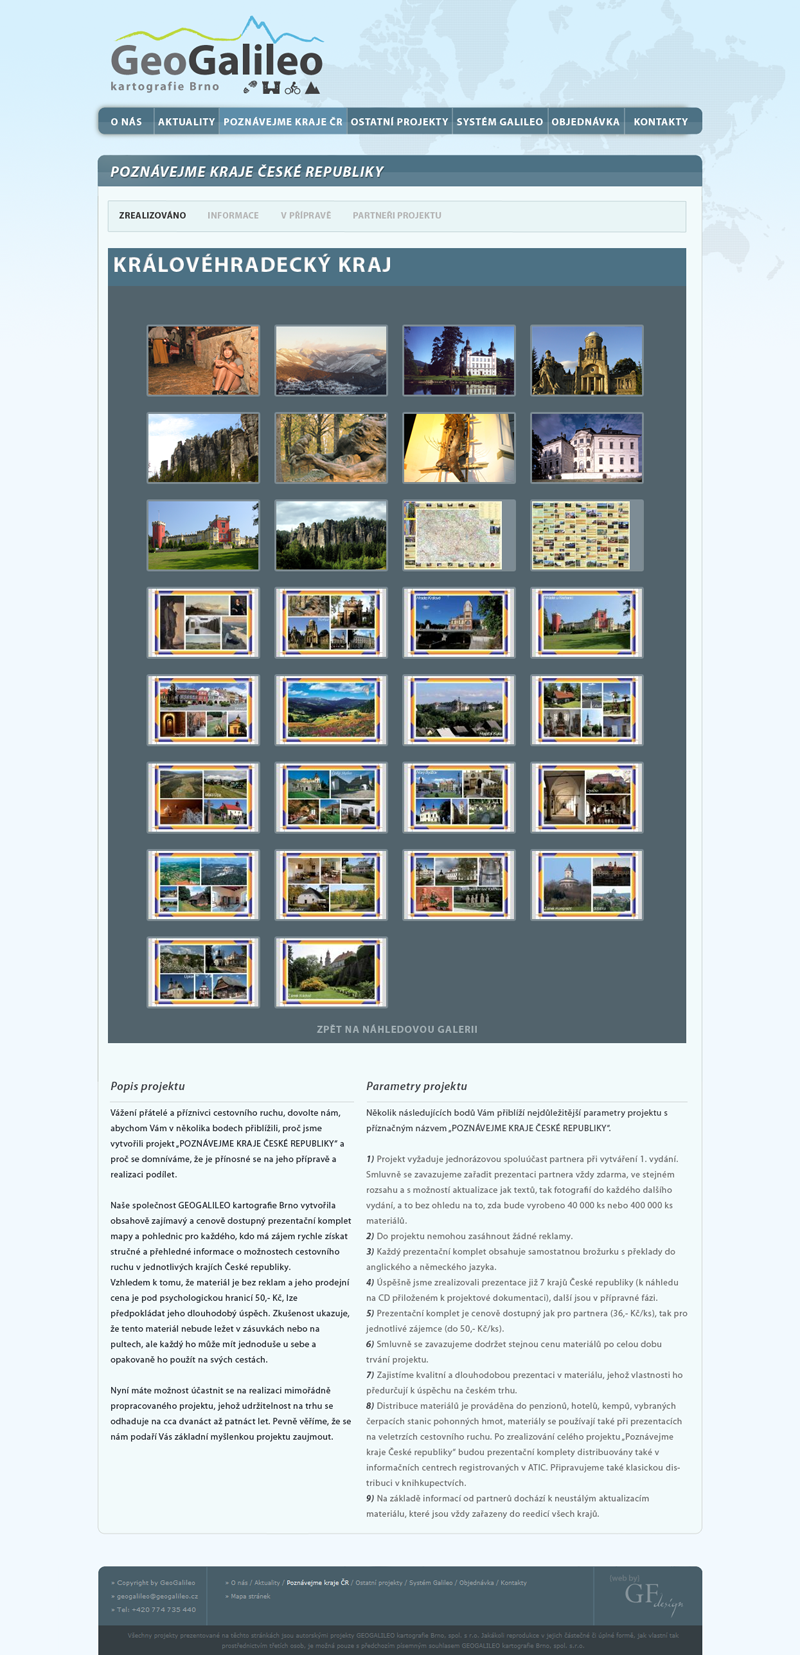 GeoGalileo
kartografie Brno
O NÁS
AKTUALITY
POZNÁVEJME KRAJE ČR
OSTATNÍ PROJEKTY
SYSTÉM GALILEO
OBJEDNÁVKA
KONTAKTY
POZNÁVEJME KRAJE ČESKÉ REPUBLIKY
ZREALIZOVÁNO
INFORMACE
V PŘÍPRAVĚ
PARTNEŘI PROJEKTU
KRÁLOVÉHRADECKÝ KRAJ
ZPĚT NA NÁHLEDOVOU GALERII
Popis projektu
Vážení přátelé a příznivci cestovního ruchu, dovolte nám,
abychom Vám v několika bodech přiblížili, proč jsme
vytvořili projekt „POZNÁVEJME KRAJE ČESKÉ REPUBLIKY“ a
proč se domníváme, že je přínosné se na jeho přípravě a
realizaci podílet.
Naše společnost GEOGALILEO kartografie Brno vytvořila
obsahově zajímavý a cenově dostupný prezentační komplet
mapy a pohlednic pro každého, kdo má zájem rychle získat
stručné a přehledné informace o možnostech cestovního
ruchu v jednotlivých krajích České republiky.
Vzhledem k tomu, že materiál je bez reklam a jeho prodejní
cena je pod psychologickou hranicí 50,- Kč, lze
předpokládat jeho dlouhodobý úspěch. Zkušenost ukazuje,
že tento materiál nebude ležet v zásuvkách nebo na
pultech, ale každý ho může mít jednoduše u sebe a
opakovaně ho použít na svých cestách.
Nyní máte možnost účastnit se na realizaci mimořádně
propracovaného projektu, jehož udržitelnost na trhu se
odhaduje na cca dvanáct až patnáct let. Pevně věříme, že se
nám podaří Vás základní myšlenkou projektu zaujmout.
Parametry projektu
Několik následujících bodů Vám přiblíží nejdůležitější parametry projektu s
příznačným názvem „POZNÁVEJME KRAJE ČESKÉ REPUBLIKY“.
1) Projekt vyžaduje jednorázovou spoluúčast partnera při vytváření 1. vydání.
Smluvně se zavazujeme zařadit prezentaci partnera vždy zdarma, ve stejném
rozsahu a s možností aktualizace jak textů, tak fotografií do každého dalšího
vydání, a to bez ohledu na to, zda bude vyrobeno 40 000 ks nebo 400 000 ks
materiálů.
2) Do projektu nemohou zasáhnout žádné reklamy.
3) Každý prezentační komplet obsahuje samostatnou brožurku s překlady do
anglického a německého jazyka.
4) Úspěšně jsme zrealizovali prezentace již 7 krajů České republiky (k náhledu
na CD přiloženém k projektové dokumentaci), další jsou v přípravné fázi.
5) Prezentační komplet je cenově dostupný jak pro partnera (36,- Kč/ks), tak pro
jednotlivé zájemce (do 50,- Kč/ks).
6) Smluvně se zavazujeme dodržet stejnou cenu materiálů po celou dobu
trvání projektu.
7) Zajistíme kvalitní a dlouhodobou prezentaci v materiálu, jehož vlastnosti ho
předurčují k úspěchu na českém trhu.
8) Distribuce materiálů je prováděna do penzionů, hotelů, kempů, vybraných
čerpacích stanic pohonných hmot, materiály se používají také při prezentacích
na veletrzích cestovního ruchu. Po zrealizování celého projektu „Poznávejme
kraje České republiky“ budou prezentační komplety distribuovány také v
informačních centrech registrovaných v ATIC. Připravujeme také klasickou dis-
tribuci v knihkupectvích.
9) Na základě informací od partnerů dochází k neustálým aktualizacím
materiálu, které jsou vždy zařazeny do reedicí všech krajů.
» Copyright by GeoGalileo
» geogalileo@geogalileo.cz
» Tel: +420 774 735 440
» O nás / Aktuality / Poznávejme kraje ČR / Ostatní projekty / Systém Galileo / Objednávka / Kontakty
» Mapa stránek
(web by)
GF design
Všechny projekty prezentované na těchto stránkách jsou autorskými projekty GEOGALILEO kartografie Brno, spol. s r.o. Jakákoli reprodukce v jejich částečné či úplné formě, jak vlastní tak
prostřednictvím třetích osob, je možná pouze s předchozím písemným souhlasem GEOGALILEO kartografie Brno, spol. s.r.o.